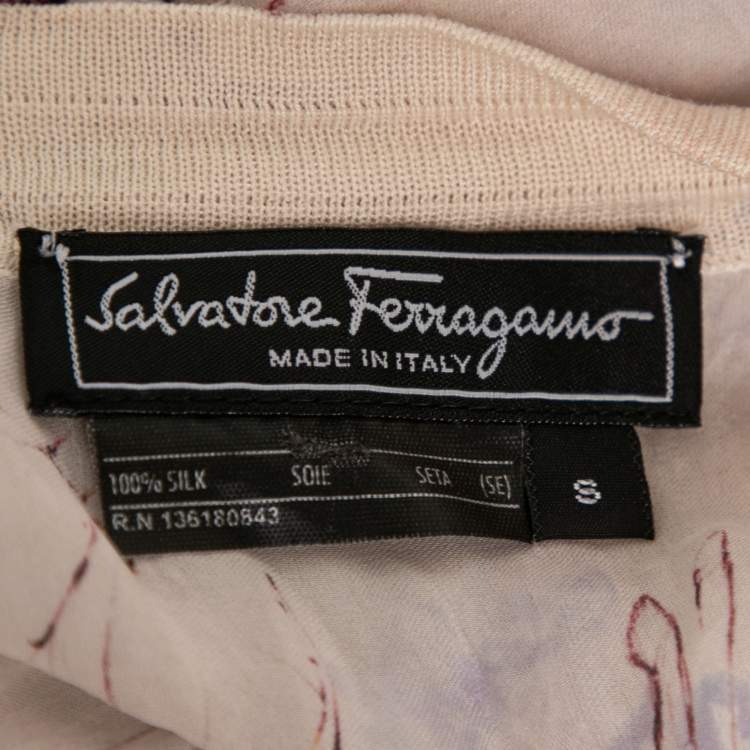 Salvatore Ferragamo
MADE IN ITALY
100% SILK SOIE SETA (SE)
R.N 136180843
S